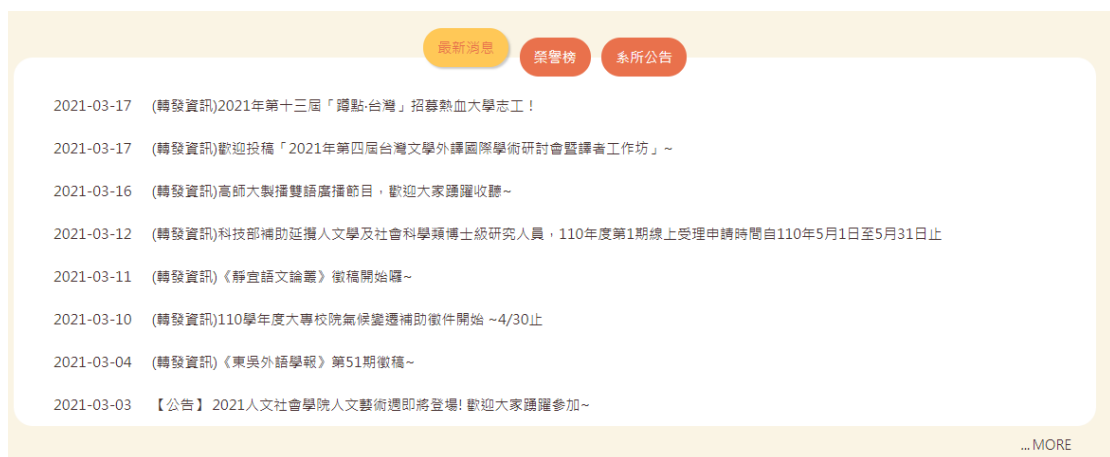 最新消息
榮譽榜
系所公告
2021-03-17 (轉發資訊)2021年第十三屆「蹲點·台灣」招募熱血大學志工！
2021-03-17 (轉發資訊)歡迎投稿「2021年第四屆台灣文學外譯國際學術研討會暨譯者工作坊」~
2021-03-16 (轉發資訊)高師大製播雙語廣播節目，歡迎大家踴躍收聽~
2021-03-12 (轉發資訊)科技部補助延攬人文學及社會科學類博士級研究人員，110年度第1期線上受理申請時間自110年5月1日至5月31日止
2021-03-11 (轉發資訊)《靜宜語文論叢》徵稿開始囉~
2021-03-10 (轉發資訊)110學年度大專校院氣候變遷補助徵件開始 ~4/30止
2021-03-04 (轉發資訊)《東吳外語學報》第51期徵稿~
2021-03-03 【公告】 2021人文社會學院人文藝術週即將登場! 歡迎大家踴躍參加~
... MORE